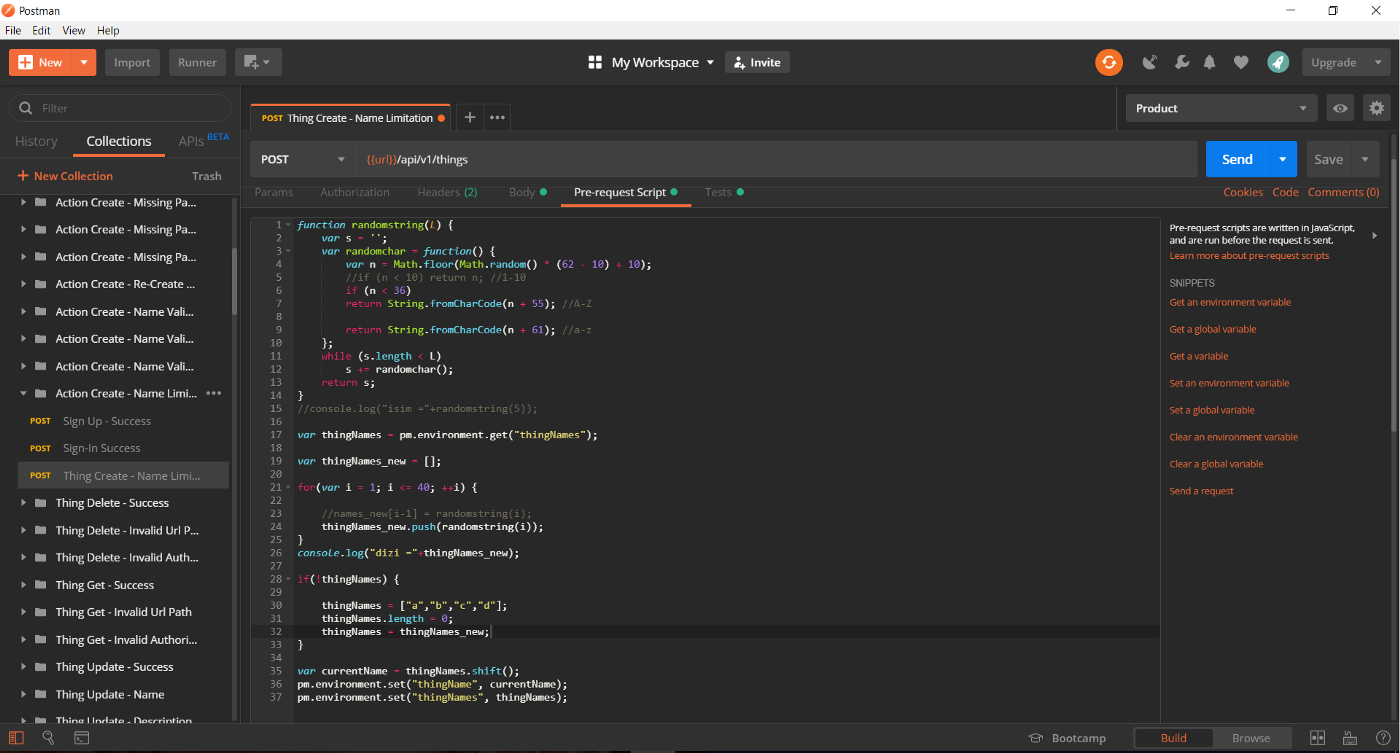 Postman
File Edit View Help
New Import Runner My Workspace Invite Upgrade
Filter
History Collections APIs BETA
New Collection Trash
Action Create - Missing Pa...
Action Create - Missing Pa...
Action Create - Missing Pa...
Action Create - Re-Create ...
Action Create - Name Vali...
Action Create - Name Vali...
Action Create - Name Vali...
Action Create - Name Limi...
POST Sign Up - Success
POST Sign-In Success
POST Thing Create - Name Limi...
Thing Delete - Success
Thing Delete - Invalid Url P...
Thing Delete - Invalid Auth...
Thing Get - Success
Thing Get - Invalid Url Path
Thing Get - Invalid Authori...
Thing Update - Success
Thing Update - Name
Thing Update - Description
POST Thing Create - Name Limitation
Product
POST {{url}}/api/v1/things Send Save
Params Authorization Headers (2) Body Pre-request Script Tests Cookies Code Comments (0)
1 function randomstring(L) {
2 var s = '';
3 var randomchar = function() {
4 var n = Math.floor(Math.random() * (62 - 10) + 10);
5 //if (n < 10) return n; //1-10
6 if (n < 36)
7 return String.fromCharCode(n + 55); //A-Z
8
9 return String.fromCharCode(n + 61); //a-z
10 };
11 while (s.length < L)
12 s += randomchar();
13 return s;
14 }
15 //console.log("isim ="+randomstring(5));
16
17 var thingNames = pm.environment.get("thingNames");
18
19 var thingNames_new = [];
20
21 for(var i = 1; i <= 40; ++i) {
22
23 //names_new[i-1] = randomstring(i);
24 thingNames_new.push(randomstring(i));
25 }
26 console.log("dizi ="+thingNames_new);
27
28 if(!thingNames) {
29
30 thingNames = ["a","b","c","d"];
31 thingNames.length = 0;
32 thingNames = thingNames_new;
33 }
34
35 var currentName = thingNames.shift();
36 pm.environment.set("thingName", currentName);
37 pm.environment.set("thingNames", thingNames);
Pre-request scripts are written in JavaScript,
and are run before the request is sent.
Learn more about pre-request scripts
SNIPPETS
Get an environment variable
Get a global variable
Get a variable
Set an environment variable
Set a global variable
Clear an environment variable
Clear a global variable
Send a request
Bootcamp Build Browse